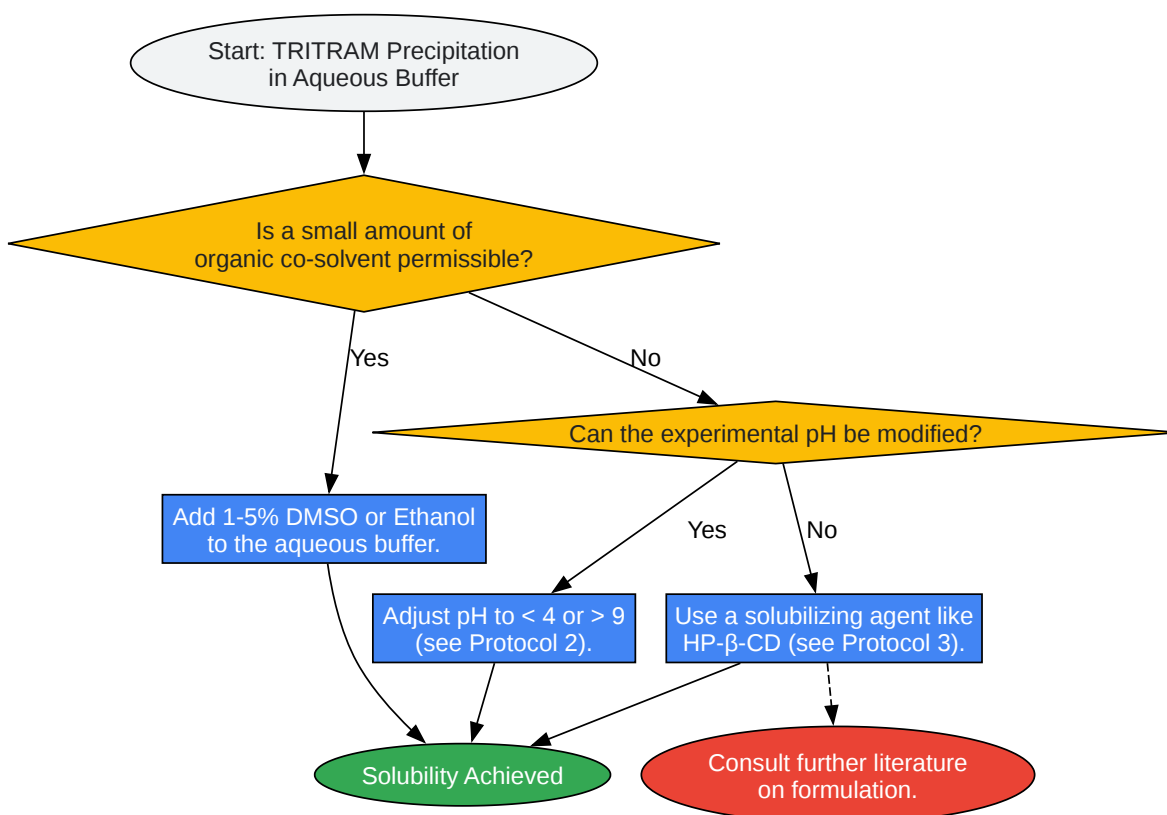 Start: TRITRAM Precipitation
in Aqueous Buffer
Is a small amount of
organic co-solvent permissible?
Yes
No
Can the experimental pH be modified?
Add 1-5% DMSO or Ethanol
to the aqueous buffer.
Yes
No
Adjust pH to < 4 or > 9
(see Protocol 2).
Use a solubilizing agent like
HP-β-CD (see Protocol 3).
Solubility Achieved
Consult further literature
on formulation.